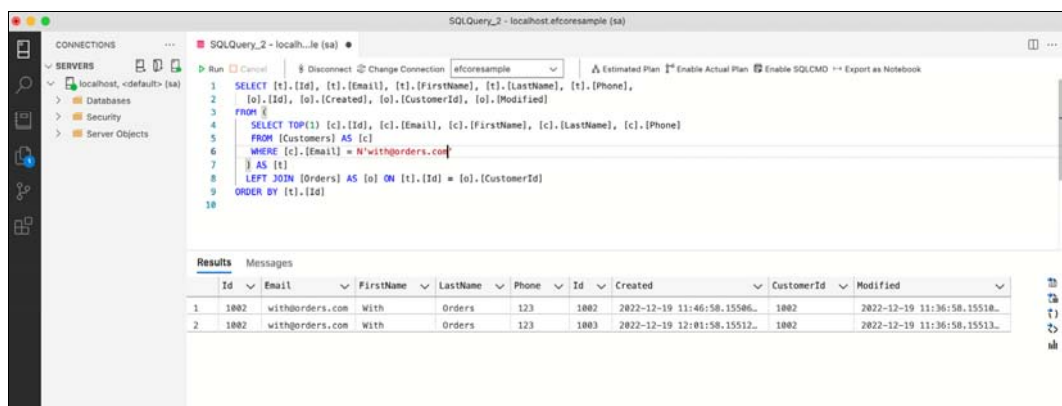 SQLQuery_2 - localhost.efcoresample (sa)
CONNECTIONS
SERVERS
localhost, <default> (sa)
Databases
Security
Server Objects
SQLQuery_2 - localh...le (sa)
Run Cancel Disconnect Change Connection efcoresample Estimated Plan Enable Actual Plan Enable SQLCMD Export as Notebook
1 SELECT [t].[Id], [t].[Email], [t].[FirstName], [t].[LastName], [t].[Phone],
2 [o].[Id], [o].[Created], [o].[CustomerId], [o].[Modified]
3 FROM (
4 SELECT TOP(1) [c].[Id], [c].[Email], [c].[FirstName], [c].[LastName], [c].[Phone]
5 FROM [Customers] AS [c]
6 WHERE [c].[Email] = N'with@orders.com'
7 ) AS [t]
8 LEFT JOIN [Orders] AS [o] ON [t].[Id] = [o].[CustomerId]
9 ORDER BY [t].[Id]
10
Results Messages
Id Email FirstName LastName Phone Id Created CustomerId Modified
1 1002 with@orders.com With Orders 123 1002 2022-12-19 11:46:58.15506… 1002 2022-12-19 11:36:58.15510…
2 1002 with@orders.com With Orders 123 1003 2022-12-19 12:01:58.15512… 1002 2022-12-19 11:36:58.15513…